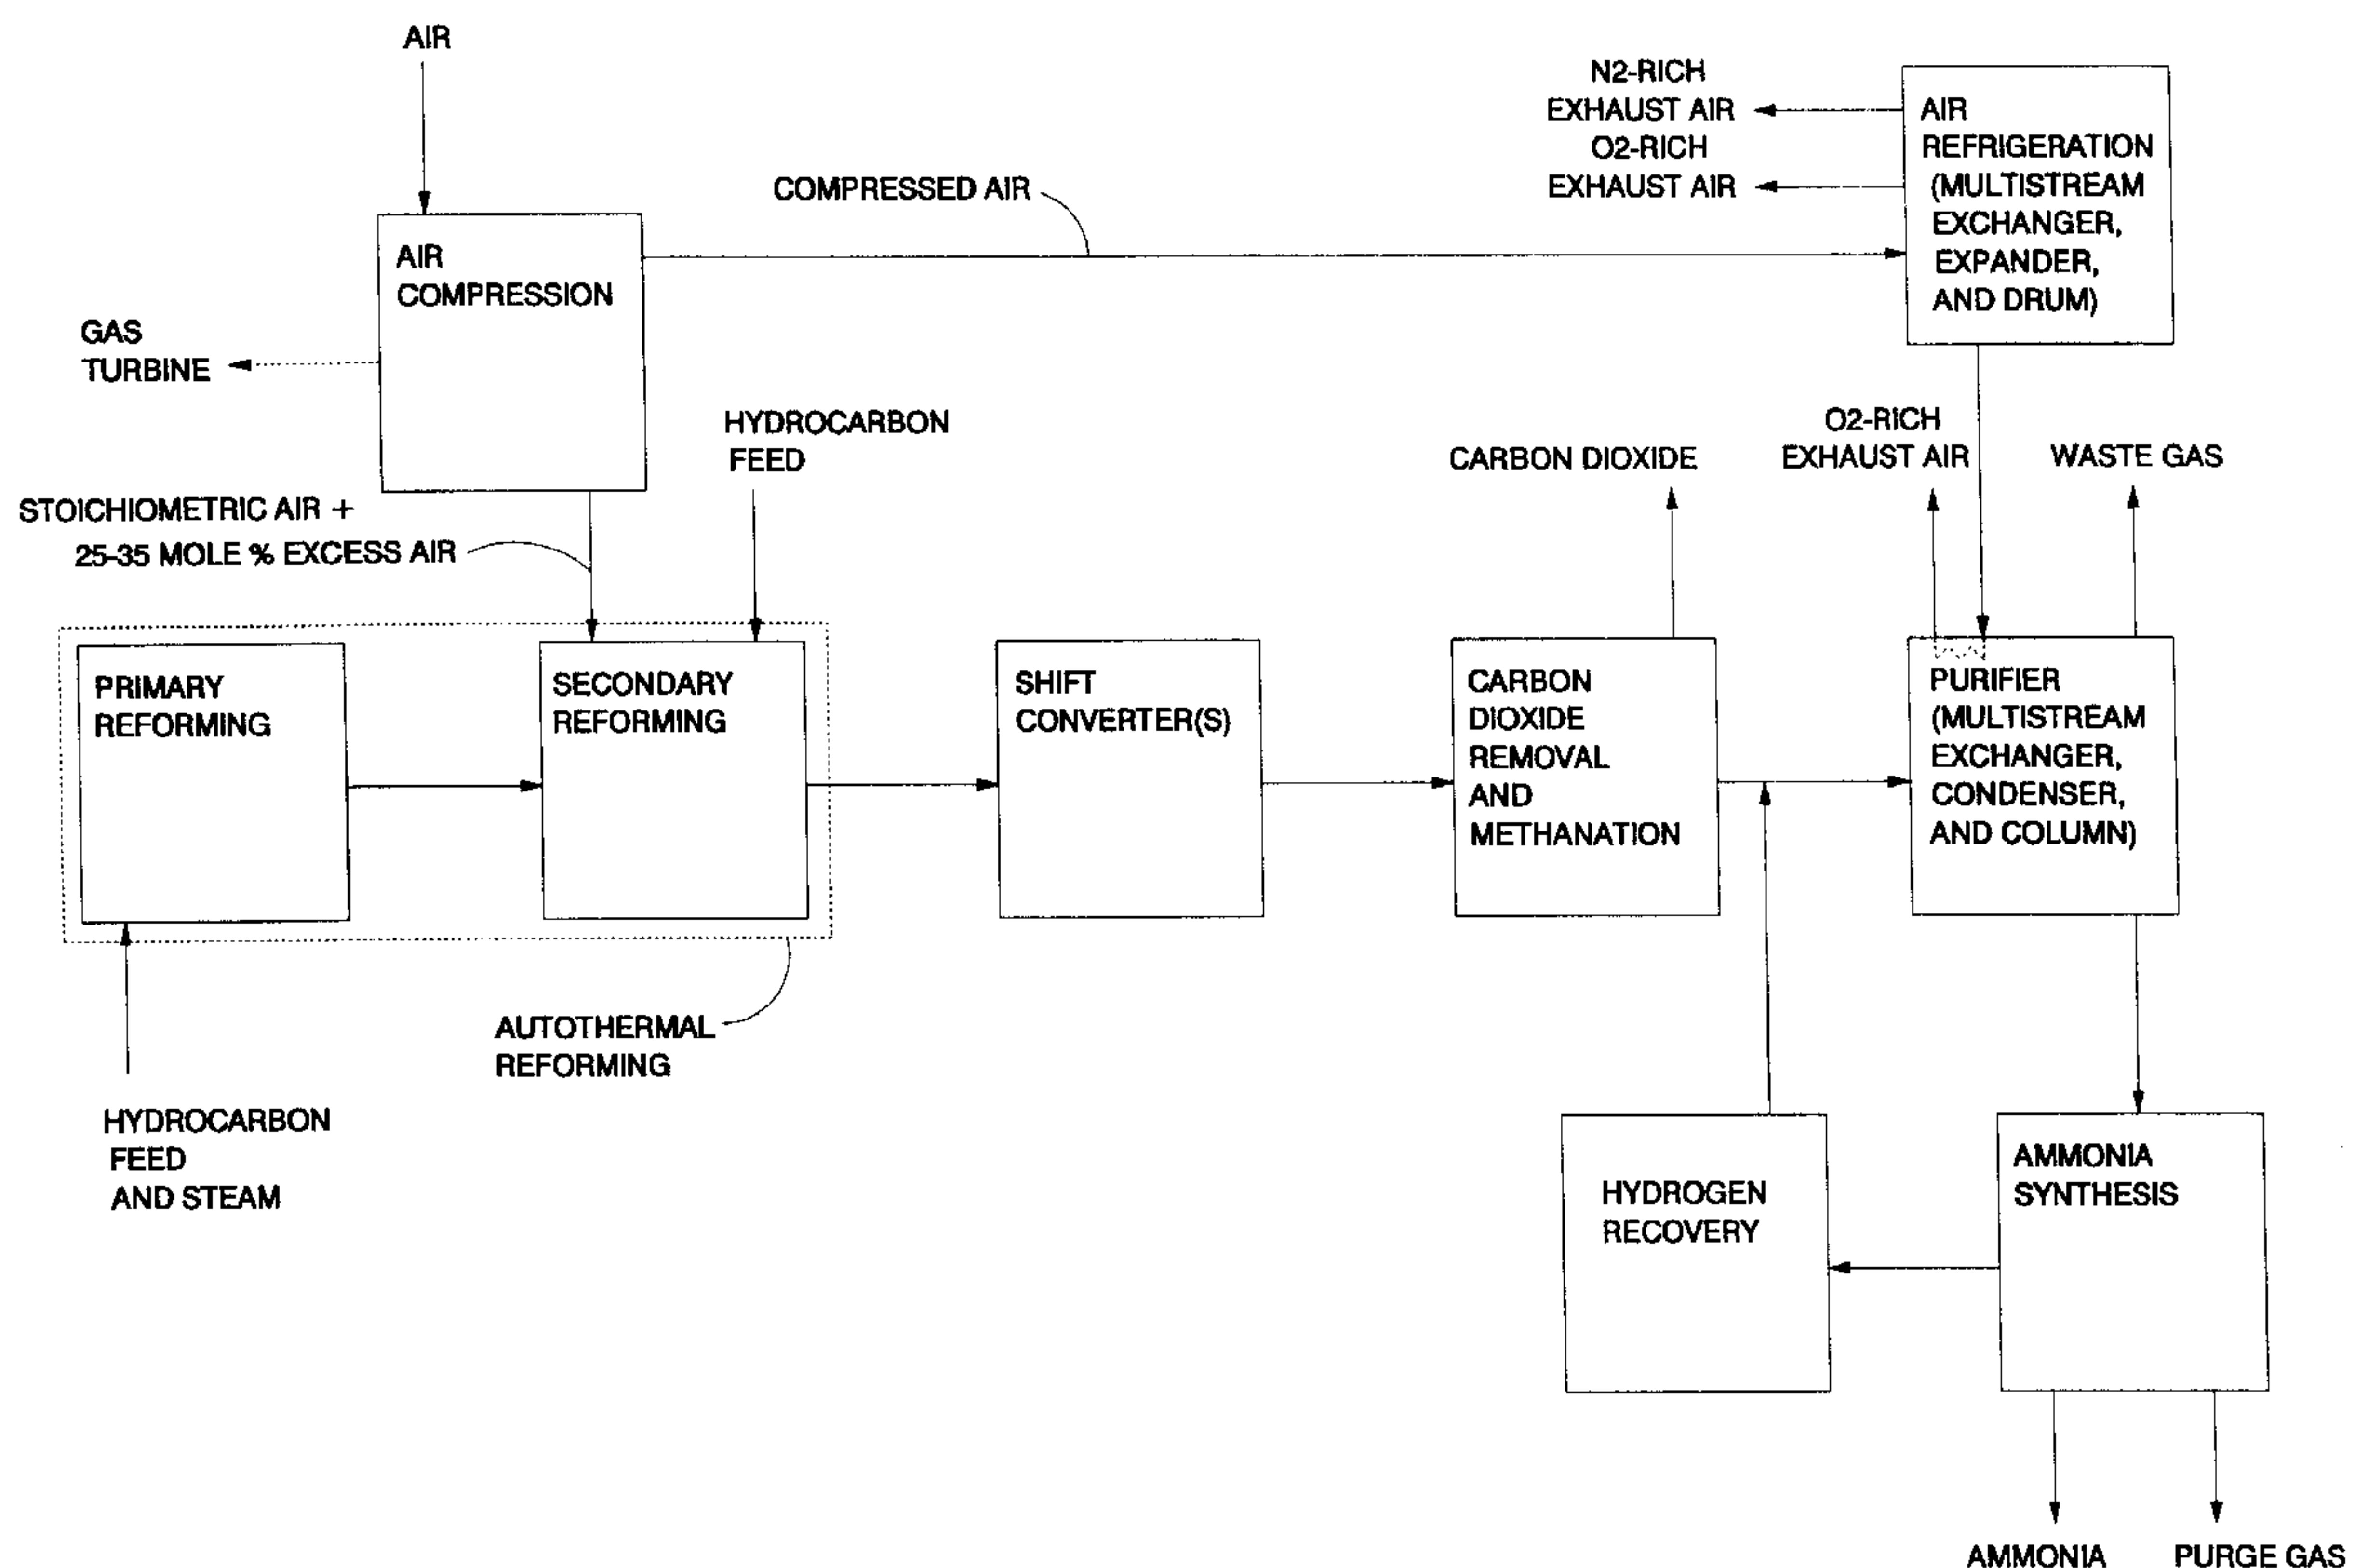 AIR
N2-RICH
EXHAUST AIR
O2-RICH
EXHAUST AIR
AIR
REFRIGERATION
(MULTISTREAM
EXCHANGER,
EXPANDER,
AND DRUM)
COMPRESSED AIR
AIR
COMPRESSION
GAS
TURBINE
HYDROCARBON
FEED
CARBON DIOXIDE
O2-RICH
EXHAUST AIR
WASTE GAS
STOICHIOMETRIC AIR +
25-35 MOLE % EXCESS AIR
PRIMARY
REFORMING
SECONDARY
REFORMING
SHIFT
CONVERTER(S)
CARBON
DIOXIDE
REMOVAL
AND
METHANATION
PURIFIER
(MULTISTREAM
EXCHANGER,
CONDENSER,
AND COLUMN)
AUTOTHERMAL
REFORMING
HYDROCARBON
FEED
AND STEAM
HYDROGEN
RECOVERY
AMMONIA
SYNTHESIS
AMMONIA
PURGE GAS